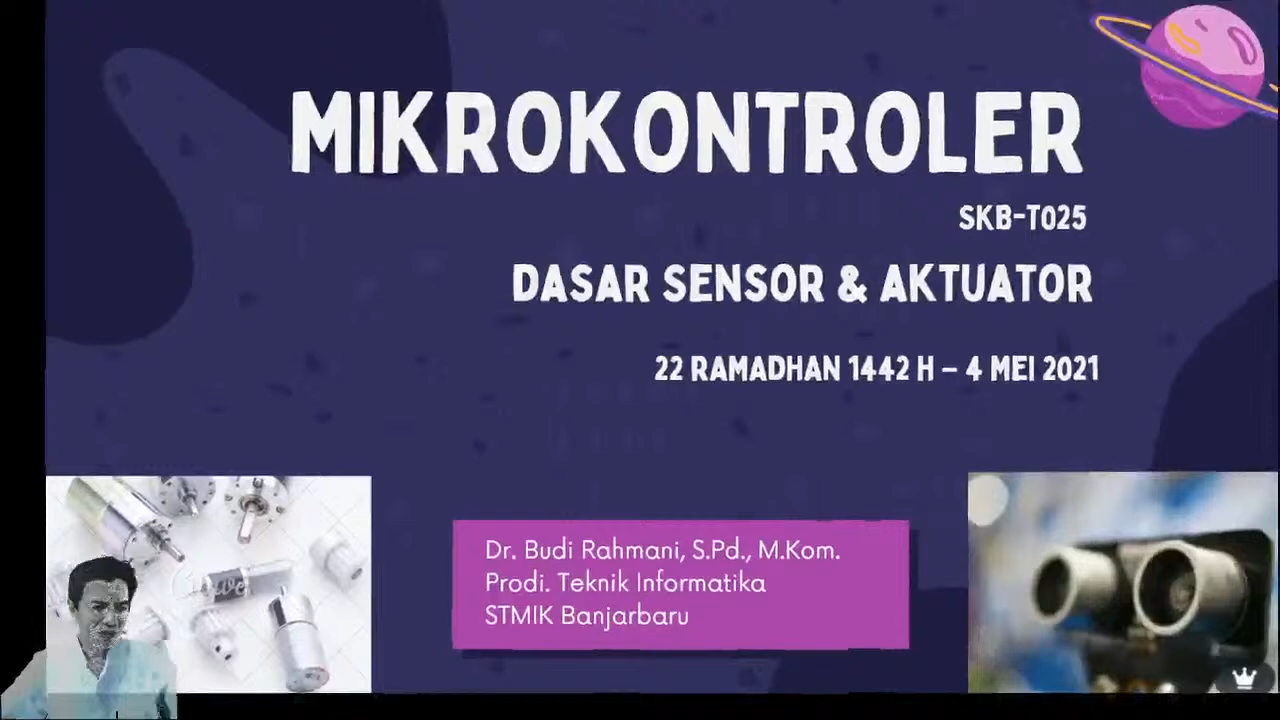 MIKROKONTROLER
SKB-T025
DASAR SENSOR & AKTUATOR
22 RAMADHAN 1442 H – 4 MEI 2021
Dr. Budi Rahmani, S.Pd., M.Kom.
Prodi. Teknik Informatika
STMIK Banjarbaru
Canva